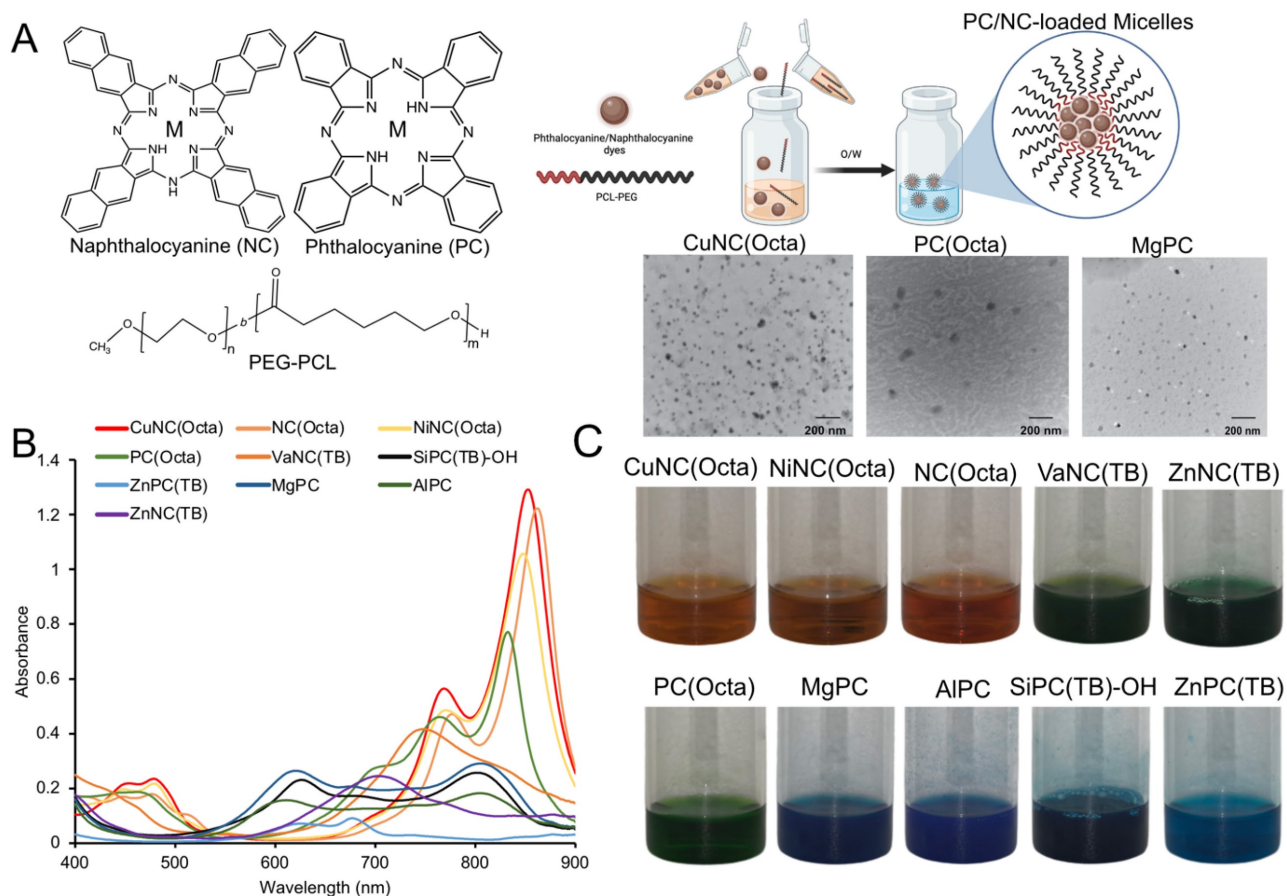 A
N
N
N
N
HN
M
N
N
NH
N
N
H
Naphthalocyanine (NC)
N
N
HN
N
M
N
NH
N
N
Phthalocyanine (PC)
O
CH₃
O
O
n
b
O
O
H
m
PEG-PCL
PC/NC-loaded Micelles
Phthalocyanine/Naphthalocyanine
dyes
PCL-PEG
O/W
CuNC(Octa)
PC(Octa)
MgPC
200 nm
200 nm
200 nm
B
CuNC(Octa)
NC(Octa)
NiNC(Octa)
PC(Octa)
VaNC(TB)
SiPC(TB)-OH
ZnPC(TB)
MgPC
AlPC
ZnNC(TB)
1.4
1.2
1
0.8
0.6
0.4
0.2
0
Absorbance
400
500
600
700
800
900
Wavelength (nm)
C
CuNC(Octa)
NiNC(Octa)
NC(Octa)
VaNC(TB)
ZnNC(TB)
PC(Octa)
MgPC
AlPC
SiPC(TB)-OH
ZnPC(TB)